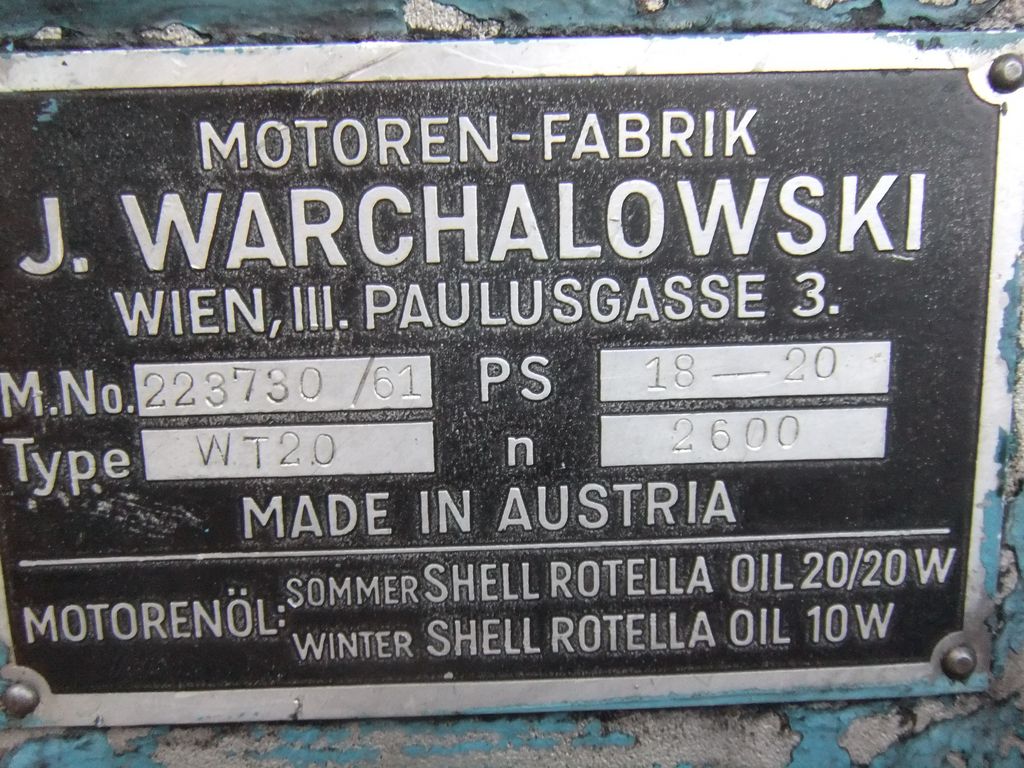 MOTOREN-FABRIK
J. WARCHALOWSKI
WIEN, III. PAULUSGASSE 3.
M.No. 223730 /61 PS 18 — 20
Type WT20 n 2600
MADE IN AUSTRIA
MOTORENÖL: SOMMER SHELL ROTELLA OIL 20/20 W
WINTER SHELL ROTELLA OIL 10 W